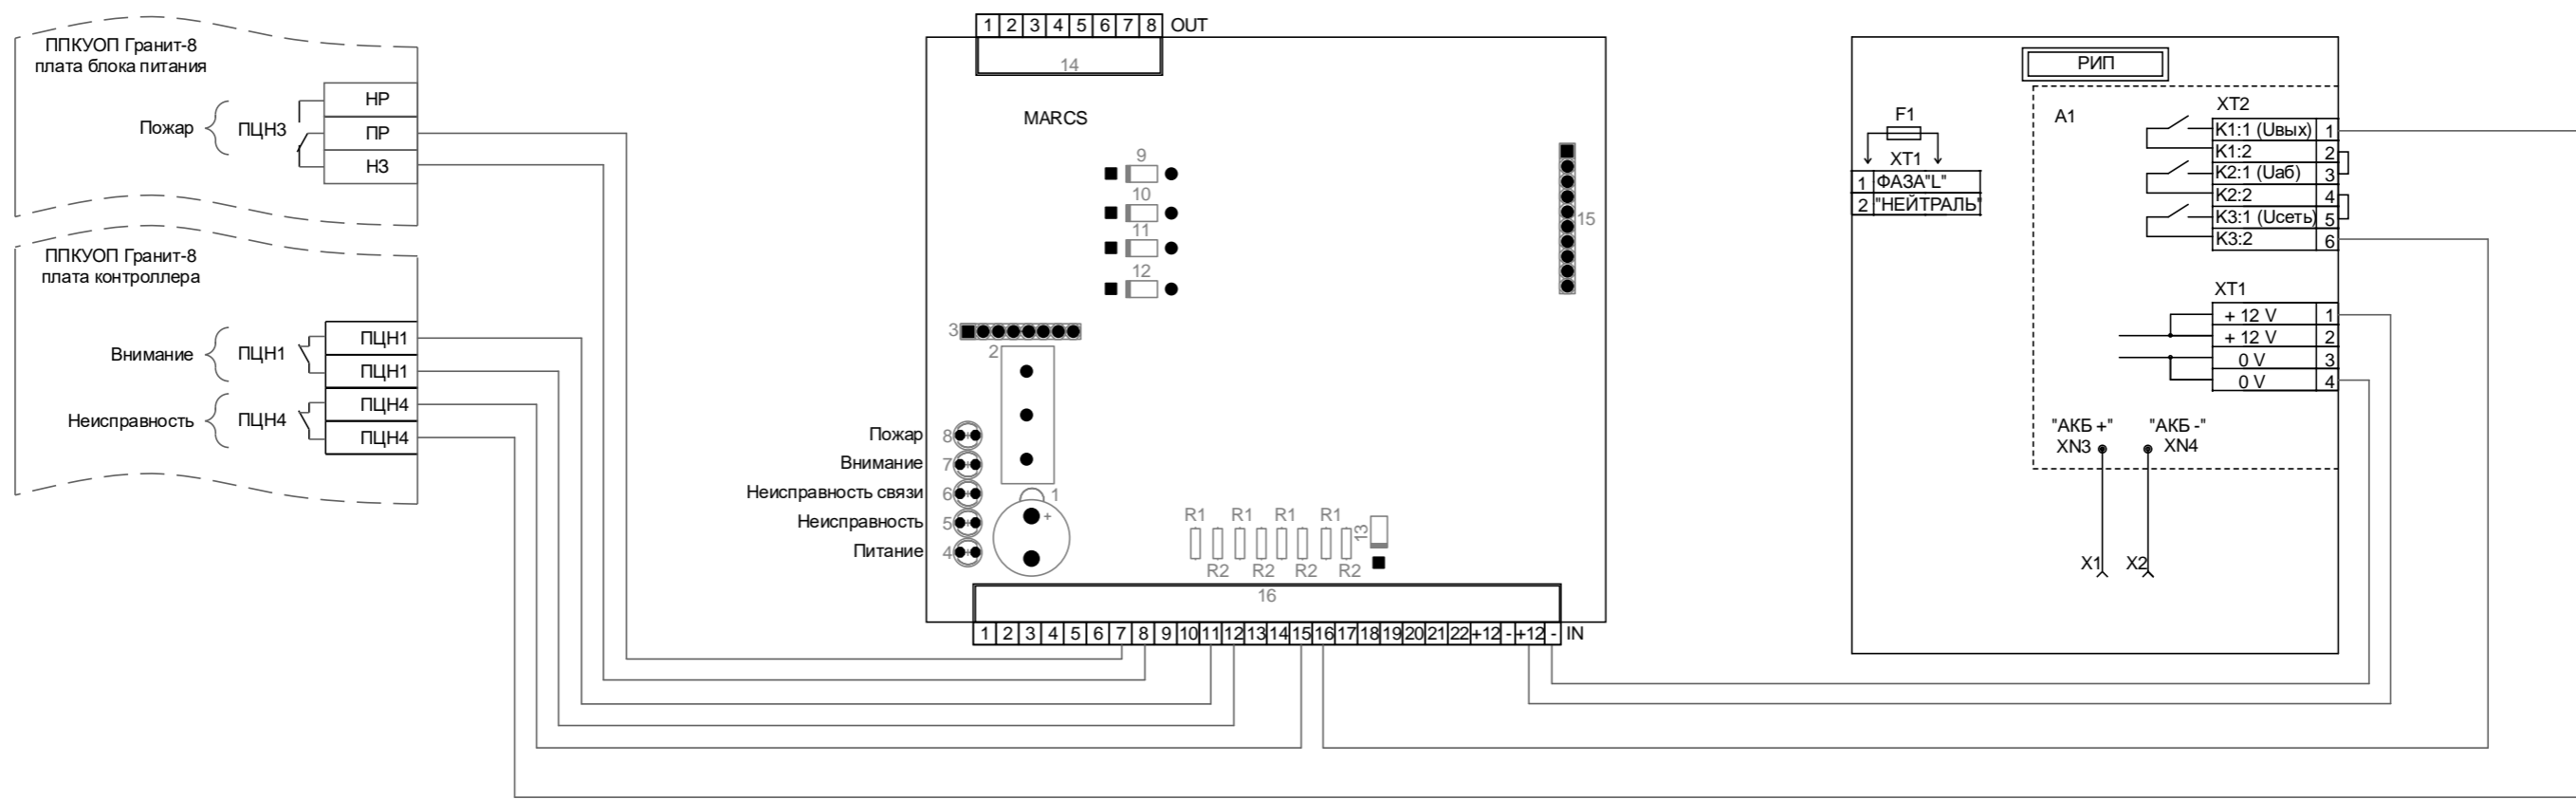 ППКУОП Гранит-8
плата блока питания
Пожар
ПЦН3
НР
ПР
НЗ
ППКУОП Гранит-8
плата контроллера
Внимание
ПЦН1
ПЦН1
ПЦН1
Неисправность
ПЦН4
ПЦН4
ПЦН4
1 2 3 4 5 6 7 8 OUT
14
MARCS
9
10
11
12
15
3
2
Пожар 8
Внимание 7
Неисправность связи 6
Неисправность 5
Питание 4
1
+
R1 R1 R1 R1
13
R2 R2 R2 R2
16
1 2 3 4 5 6 7 8 9 10 11 12 13 14 15 16 17 18 19 20 21 22 +12 - +12 - IN
РИП
F1
XT1
1 ФАЗА"L"
2 "НЕЙТРАЛЬ"
A1
XT2
K1:1 (Uвых) 1
K1:2 2
K2:1 (Uаб) 3
K2:2 4
K3:1 (Uсеть) 5
K3:2 6
XT1
+ 12 V 1
+ 12 V 2
0 V 3
0 V 4
"АКБ +" "АКБ -"
XN3 XN4
X1 X2